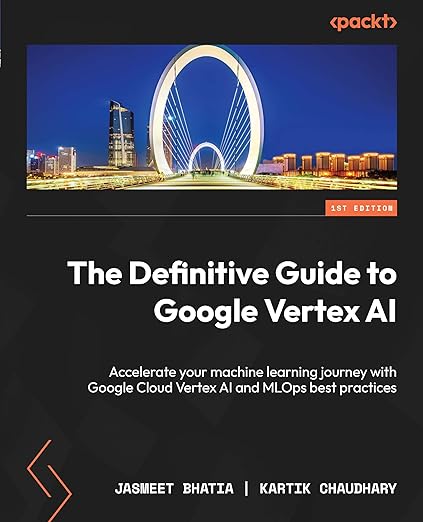 <packt>
1ST EDITION
The Definitive Guide to
Google Vertex AI
Accelerate your machine learning journey with
Google Cloud Vertex AI and MLOps best practices
JASMEET BHATIA | KARTIK CHAUDHARY